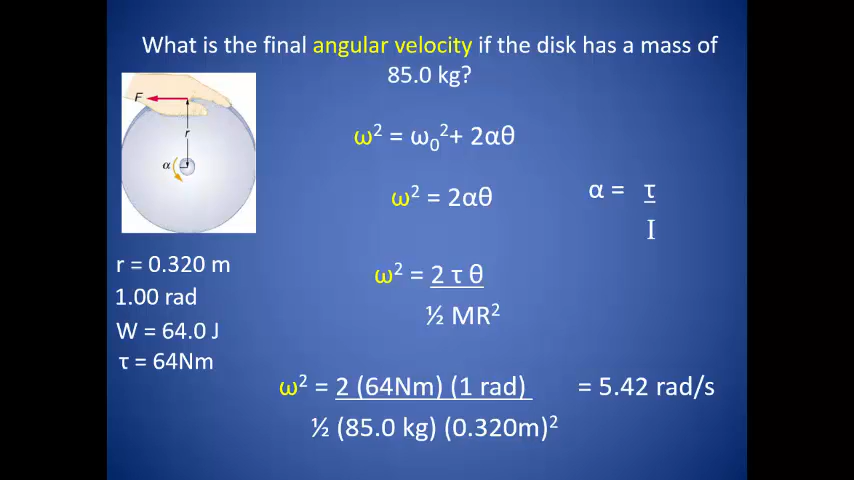 What is the final angular velocity if the disk has a mass of
85.0 kg?
F
r
α
ω² = ω₀² + 2αθ
ω² = 2αθ
α = τ
I
r = 0.320 m
1.00 rad
W = 64.0 J
τ = 64Nm
ω² = 2 τ θ
½ MR²
ω² = 2 (64Nm) (1 rad) = 5.42 rad/s
½ (85.0 kg) (0.320m)²